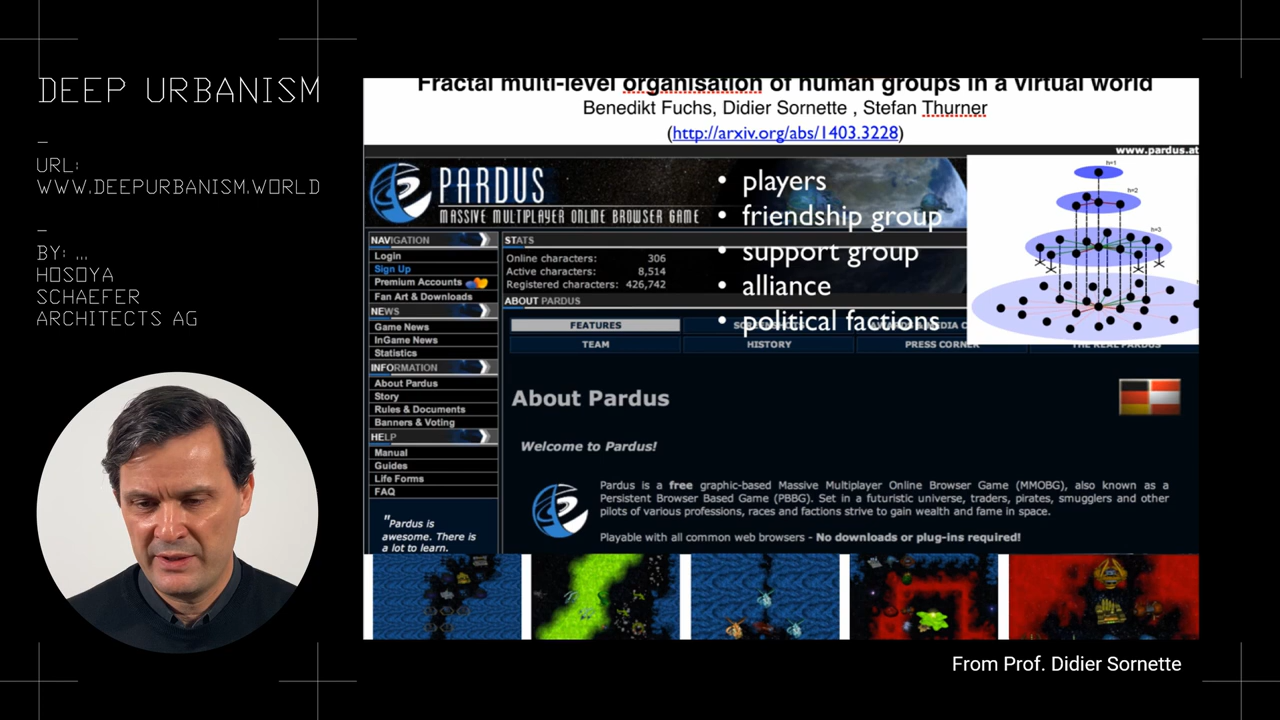 DEEP URBANISM
–
URL:
WWW.DEEPURBANISM.WORLD
–
BY: ...
HOSOYA
SCHAEFER
ARCHITECTS AG
Fractal multi-level organisation of human groups in a virtual world
Benedikt Fuchs, Didier Sornette , Stefan Thurner
(http://arxiv.org/abs/1403.3228)
www.pardus.at
PARDUS
MASSIVE MULTIPLAYER ONLINE BROWSER GAME
• players
• friendship group
• support group
• alliance
• political factions
h=1
h=2
h=3
NAVIGATION
Login
Sign Up
Premium Accounts
Fan Art & Downloads
NEWS
Game News
InGame News
Statistics
INFORMATION
About Pardus
Story
Rules & Documents
Banners & Voting
HELP
Manual
Guides
Life Forms
FAQ
"Pardus is
awesome. There is
a lot to learn.
STATS
Online characters: 306
Active characters: 8,514
Registered characters: 426,742
ABOUT PARDUS
FEATURES
TEAM HISTORY PRESS CORNER THE REAL PARDUS
About Pardus
Welcome to Pardus!
Pardus is a free graphic-based Massive Multiplayer Online Browser Game (MMOBG), also known as a
Persistent Browser Based Game (PBBG). Set in a futuristic universe, traders, pirates, smugglers and other
pilots of various professions, races and factions strive to gain wealth and fame in space.
Playable with all common web browsers - No downloads or plug-ins required!
From Prof. Didier Sornette